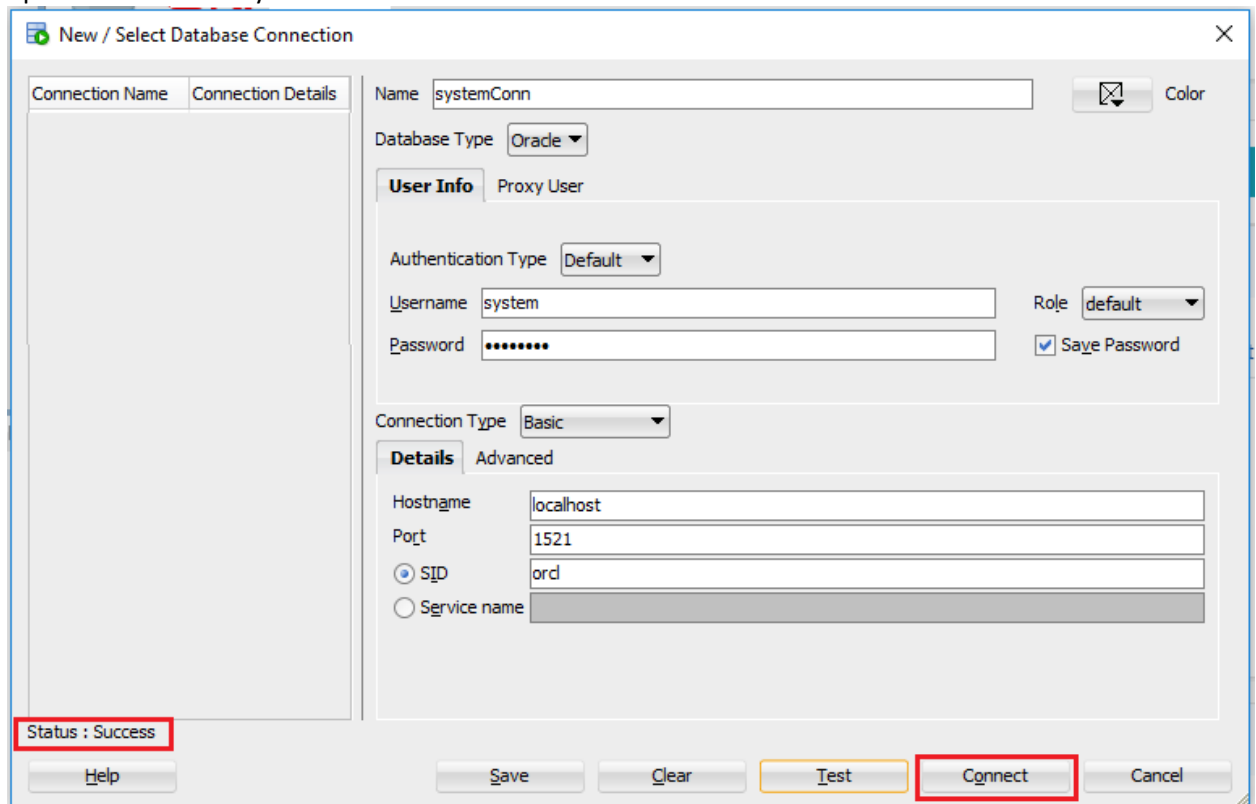 New / Select Database Connection
Connection Name Connection Details
Name systemConn Color
Database Type Oracle
User Info Proxy User
Authentication Type Default
Username system Role default
Password •••••••• Save Password
Connection Type Basic
Details Advanced
Hostname localhost
Port 1521
SID orcl
Service name
Status : Success
Help Save Clear Test Connect Cancel